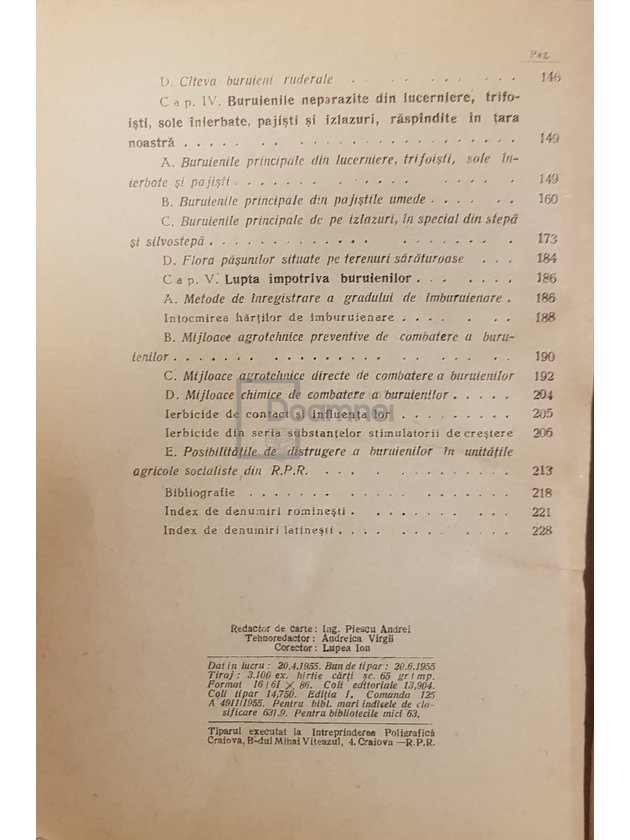 Pag.
D. Cîteva buruieni ruderale . . . . . . . . 146
Cap. IV. Buruienile neparazite din lucerniere, trifo-
iști, sole înierbate, pajiști și izlazuri, răspîndite în țara
noastră . . . . . . . . . . . . . . . . 149
A. Buruienile principale din lucerniere, trifoiști, sole în-
ierbate și pajiști . . . . . . . . . . . . . 149
B. Buruienile principale din pajiștile umede . . . . . 160
C. Buruienile principale de pe izlazuri, în special din stepă
și silvostepă . . . . . . . . . . . . . . . 173
D. Flora pășunilor situate pe terenuri sărăturoase . . . 184
Cap. V. Lupta împotriva buruienilor . . . . . 186
A. Metode de înregistrare a gradului de îmburuienare . 186
Intocmirea hărților de îmburuienare . . . . . . 188
B. Mijloace agrotehnice preventive de combatere a buru-
ienilor . . . . . . . . . . . . . . . . . 190
C. Mijloace agrotehnice directe de combatere a buruienilor 192
D. Mijloace chimice de combatere a buruienilor . . . . . 204
Ierbicide de contact și influența lor . . . . . . 205
Ierbicide din seria substanțelor stimulatorii de creștere 206
E. Posibilitățile de distrugere a buruienilor în unitățile
agricole socialiste din R.P.R. . . . . . . . . . 213
Bibliografie . . . . . . . . . . . . . 218
Index de denumiri romînești . . . . . . . . 221
Index de denumiri latinești . . . . . . . . . 228
Doamnei
Redactor de carte: Ing. Piescu Andrei
Tehnoredactor: Andreica Virgil
Corector: Lupea Ion
Dat in lucru: 20.4.1955. Bun de tipar: 20.6.1955
Tiraj: 3.100 ex. hîrtie cărți șc. 65 gr/mp.
Format 16/61 × 86. Coli editoriale 13,904.
Coli tipar 14,750. Ediția I. Comanda 125
A 4911/1955. Pentru bibl. mari indisele de cla-
sificare 631.9. Pentru bibliotecile mici 63.
Tiparul executat la Intreprinderea Poligrafică
Craiova, B-dul Mihai Viteazul, 4. Craiova —R.P.R.